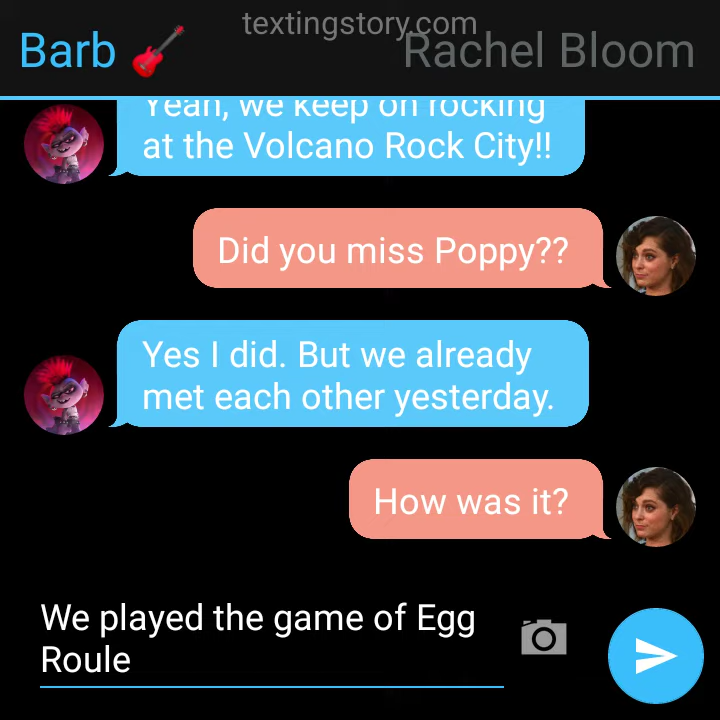 textingstory.com
Barb
Rachel Bloom
Yeah, we keep on rocking
at the Volcano Rock City!!
Did you miss Poppy??
Yes I did. But we already
met each other yesterday.
How was it?
We played the game of Egg
Roule